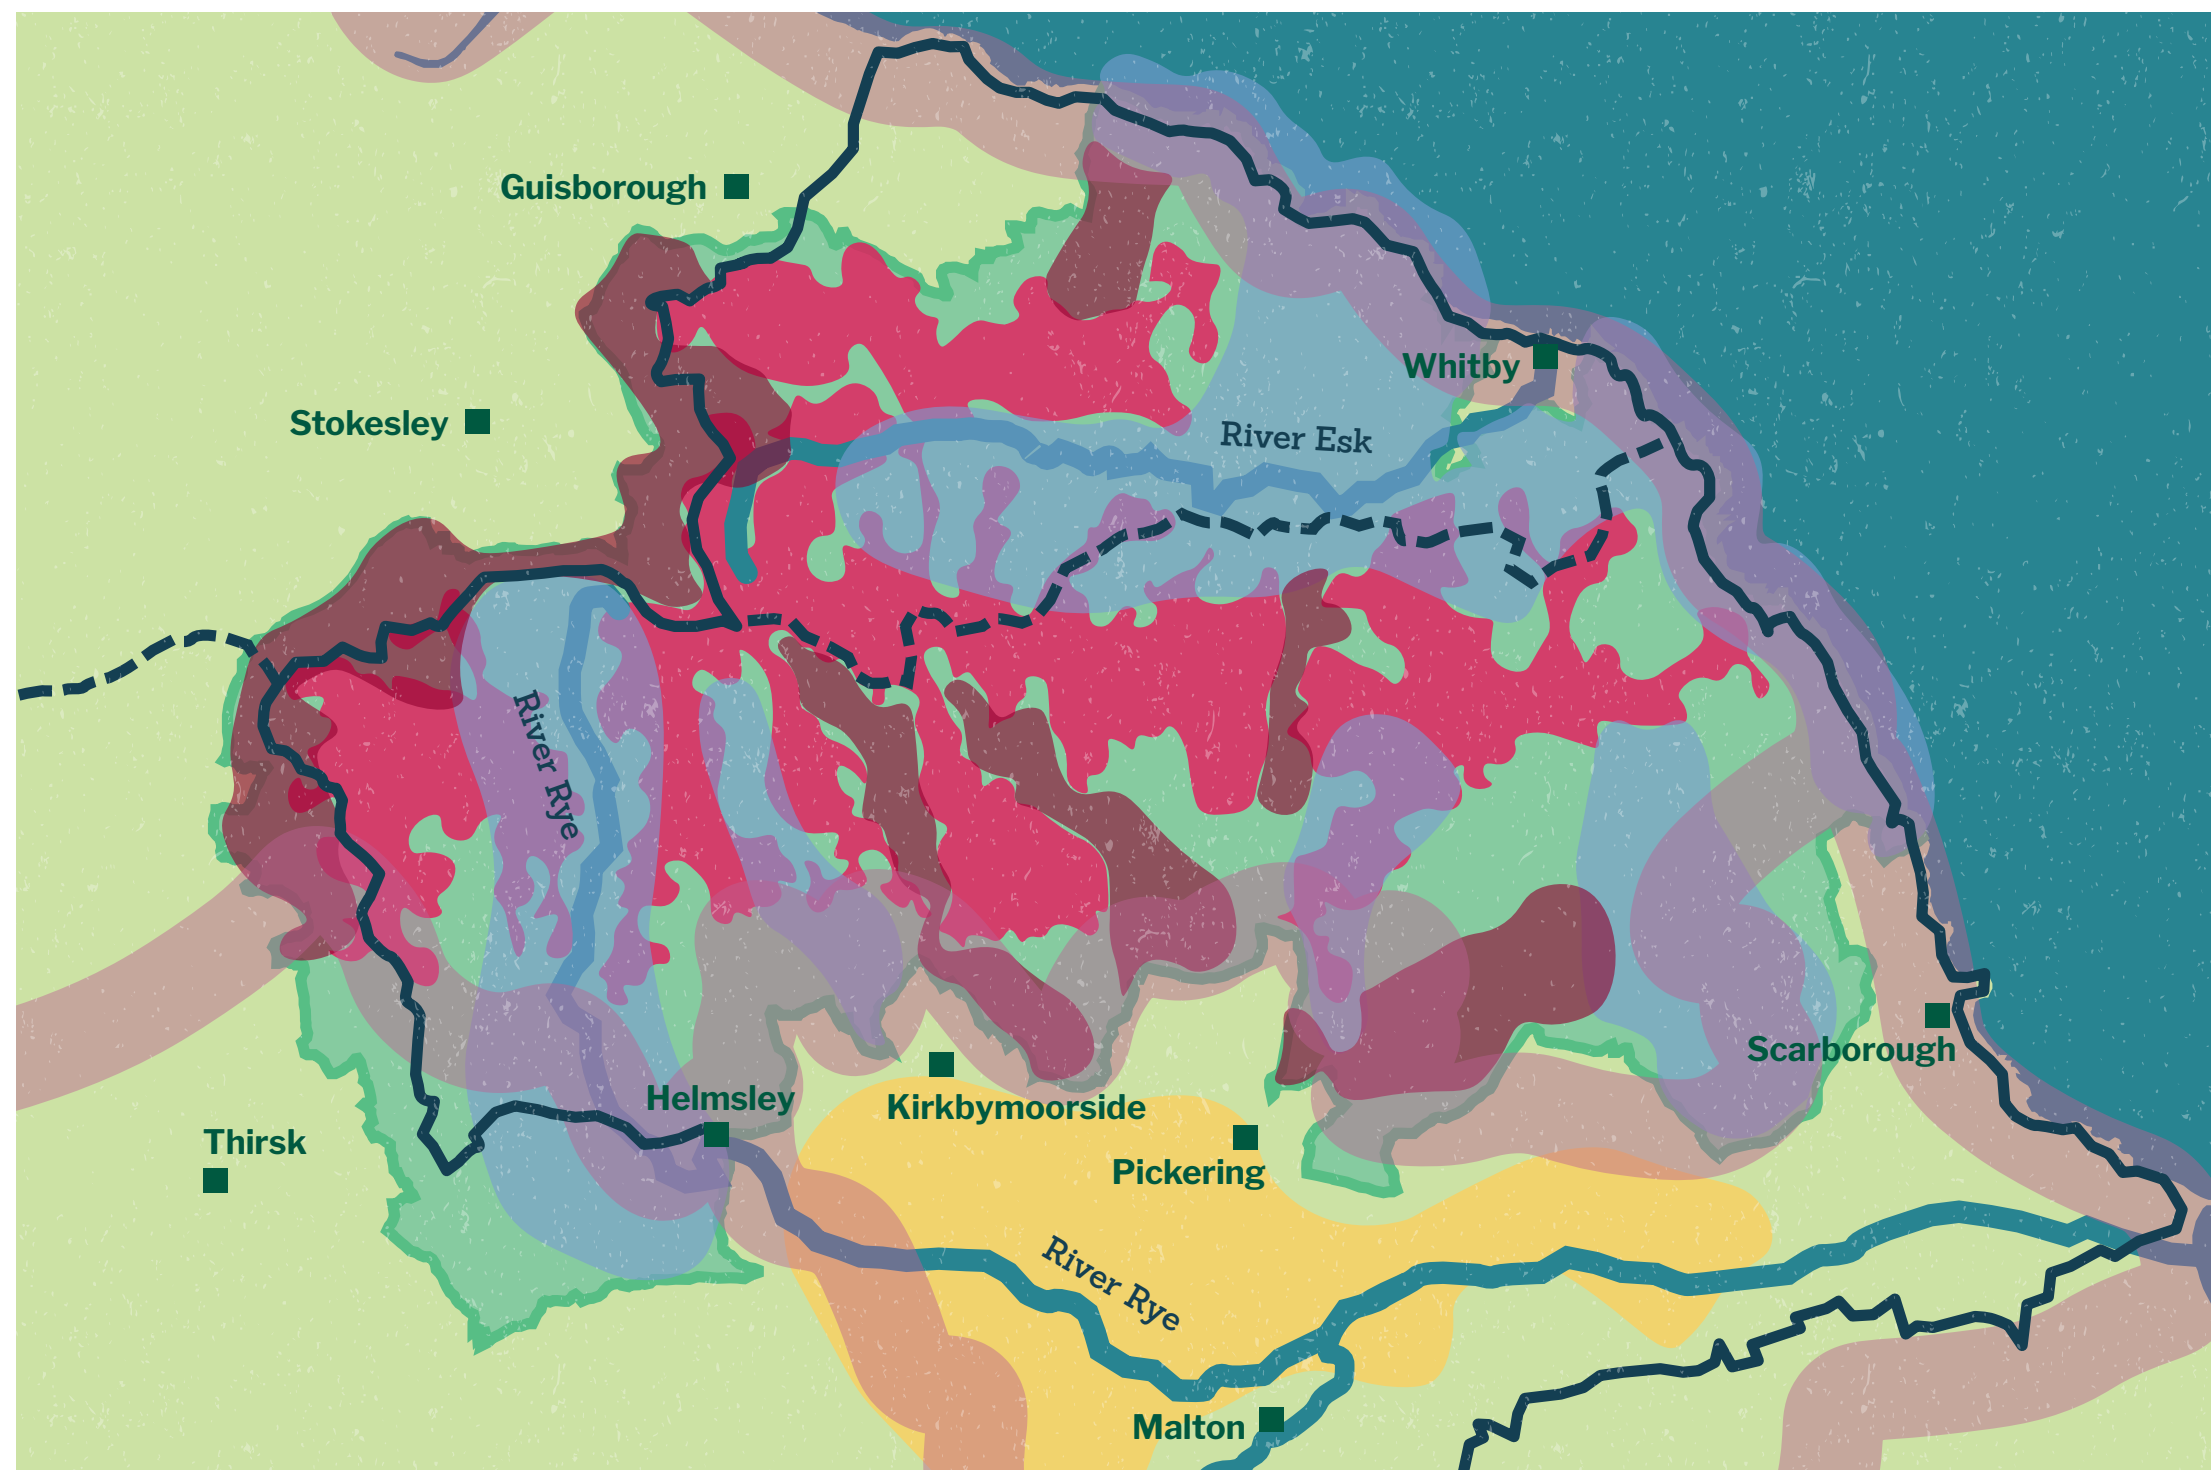 Guisborough
Whitby
Stokesley
River Esk
River Rye
Scarborough
Helmsley
Kirkbymoorside
Thirsk
Pickering
River Rye
Malton